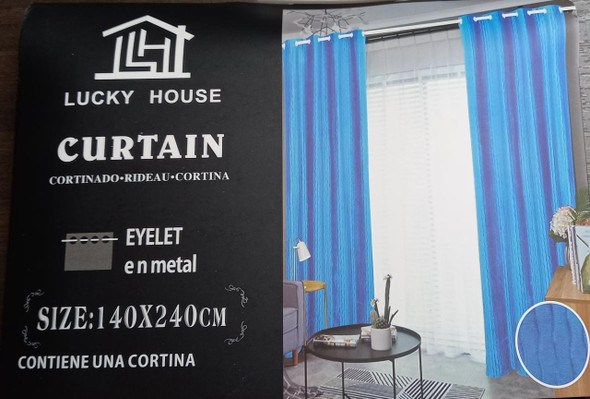 LUCKY HOUSE
CURTAIN
CORTINADO•RIDEAU•CORTINA
EYELET
en metal
SIZE:140X240CM
CONTIENE UNA CORTINA